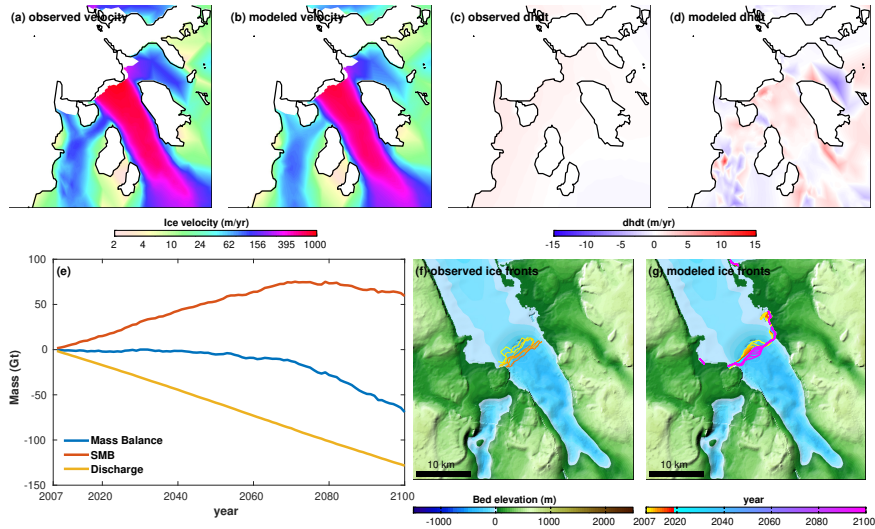 (a) observed velocity
(b) modeled velocity
(c) observed dhdt
(d) modeled dhdt
Ice velocity (m/yr)
2 4 10 24 62 156 395 1000
dhdt (m/yr)
-15 -10 -5 0 5 10 15
(e)
100
50
0
-50
-100
-150
Mass (Gt)
Mass Balance
SMB
Discharge
2007 2020 2040 2060 2080 2100
year
(f) observed ice fronts
(g) modeled ice fronts
10 km
10 km
Bed elevation (m)
-1000 0 1000 2000
year
2007 2020 2040 2060 2080 2100